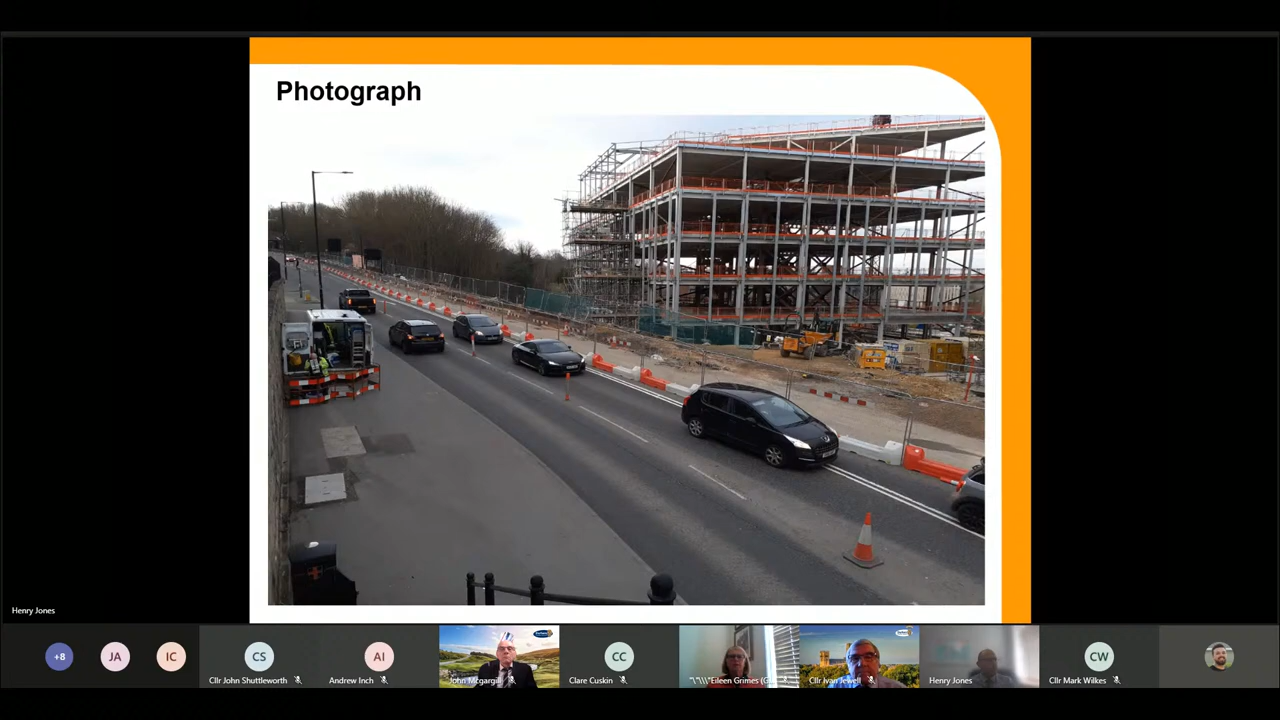 Photograph
Henry Jones
+8
JA
IC
CS
Cllr John Shuttleworth
AI
Andrew Inch
John Mcgargill
CC
Clare Cuskin
"\"\\\"Eileen Grimes (C
Cllr Ivan Jewell
Henry Jones
CW
Cllr Mark Wilkes